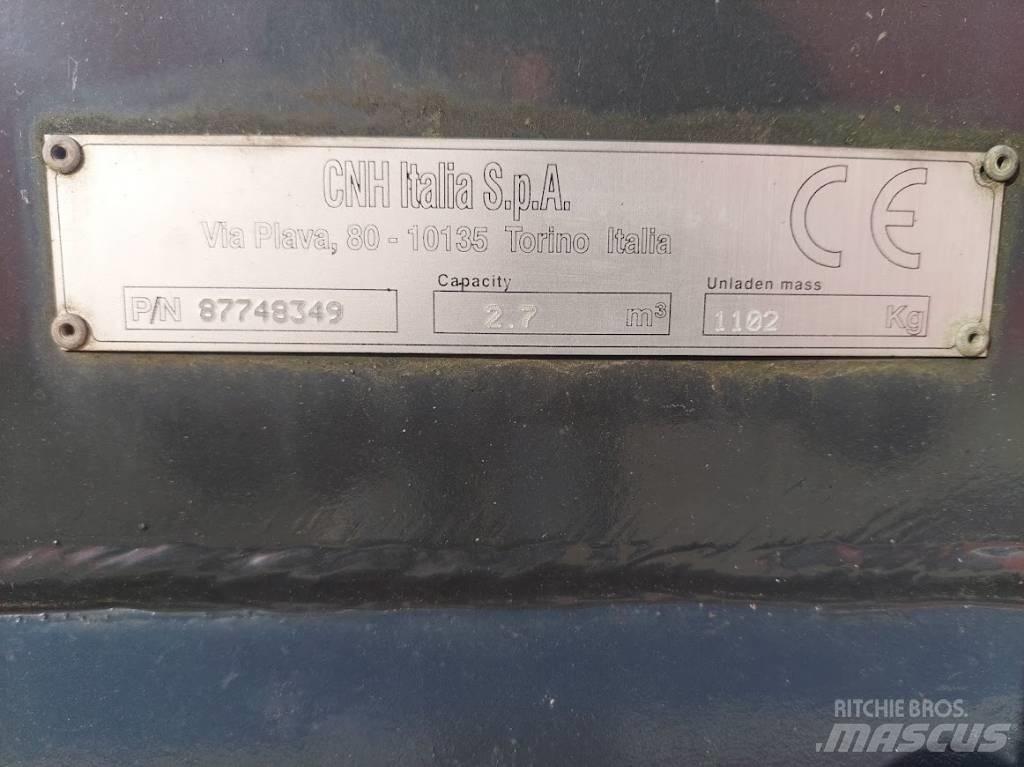 CNH Italia S.p.A.
Via Plava, 80 - 10135 Torino Italia
CE
Capacity
Unladen mass
P/N 87748349
2.7 m³
1102 Kg
RITCHIE BROS.
MASCUS